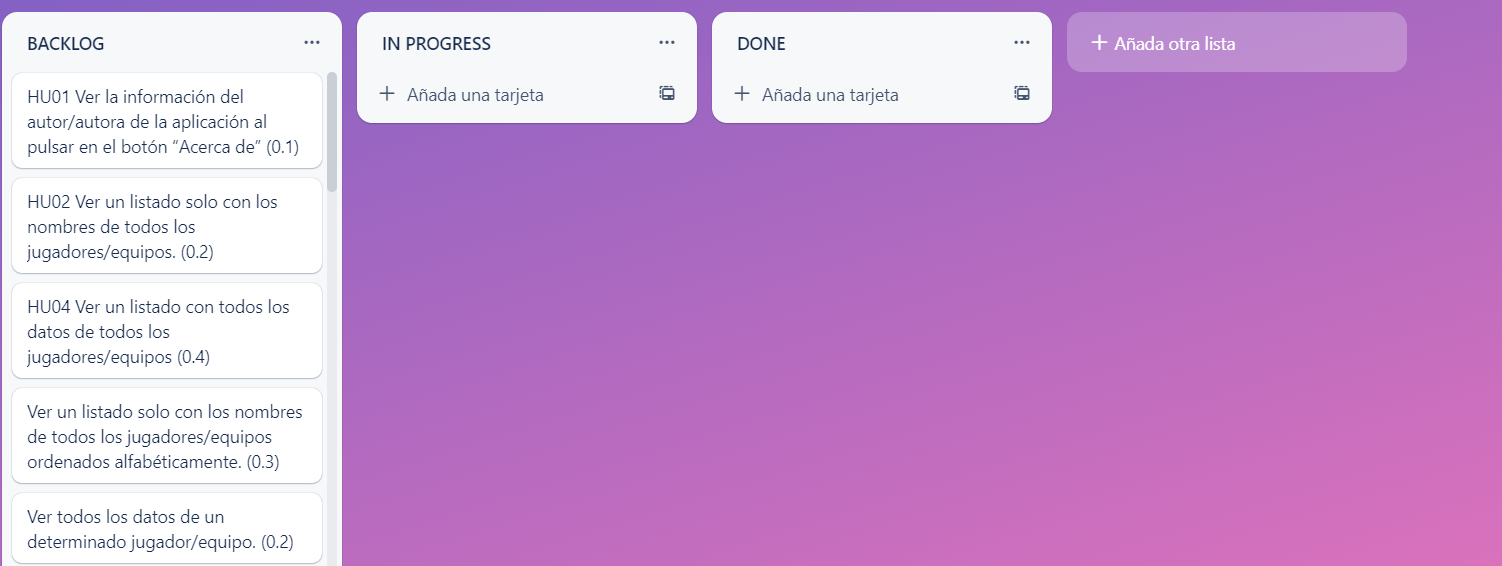 BACKLOG
HU01 Ver la información del
autor/autora de la aplicación al
pulsar en el botón “Acerca de” (0.1)
HU02 Ver un listado solo con los
nombres de todos los
jugadores/equipos. (0.2)
HU04 Ver un listado con todos los
datos de todos los
jugadores/equipos (0.4)
Ver un listado solo con los nombres
de todos los jugadores/equipos
ordenados alfabéticamente. (0.3)
Ver todos los datos de un
determinado jugador/equipo. (0.2)
IN PROGRESS
+ Añada una tarjeta
DONE
+ Añada una tarjeta
+ Añada otra lista